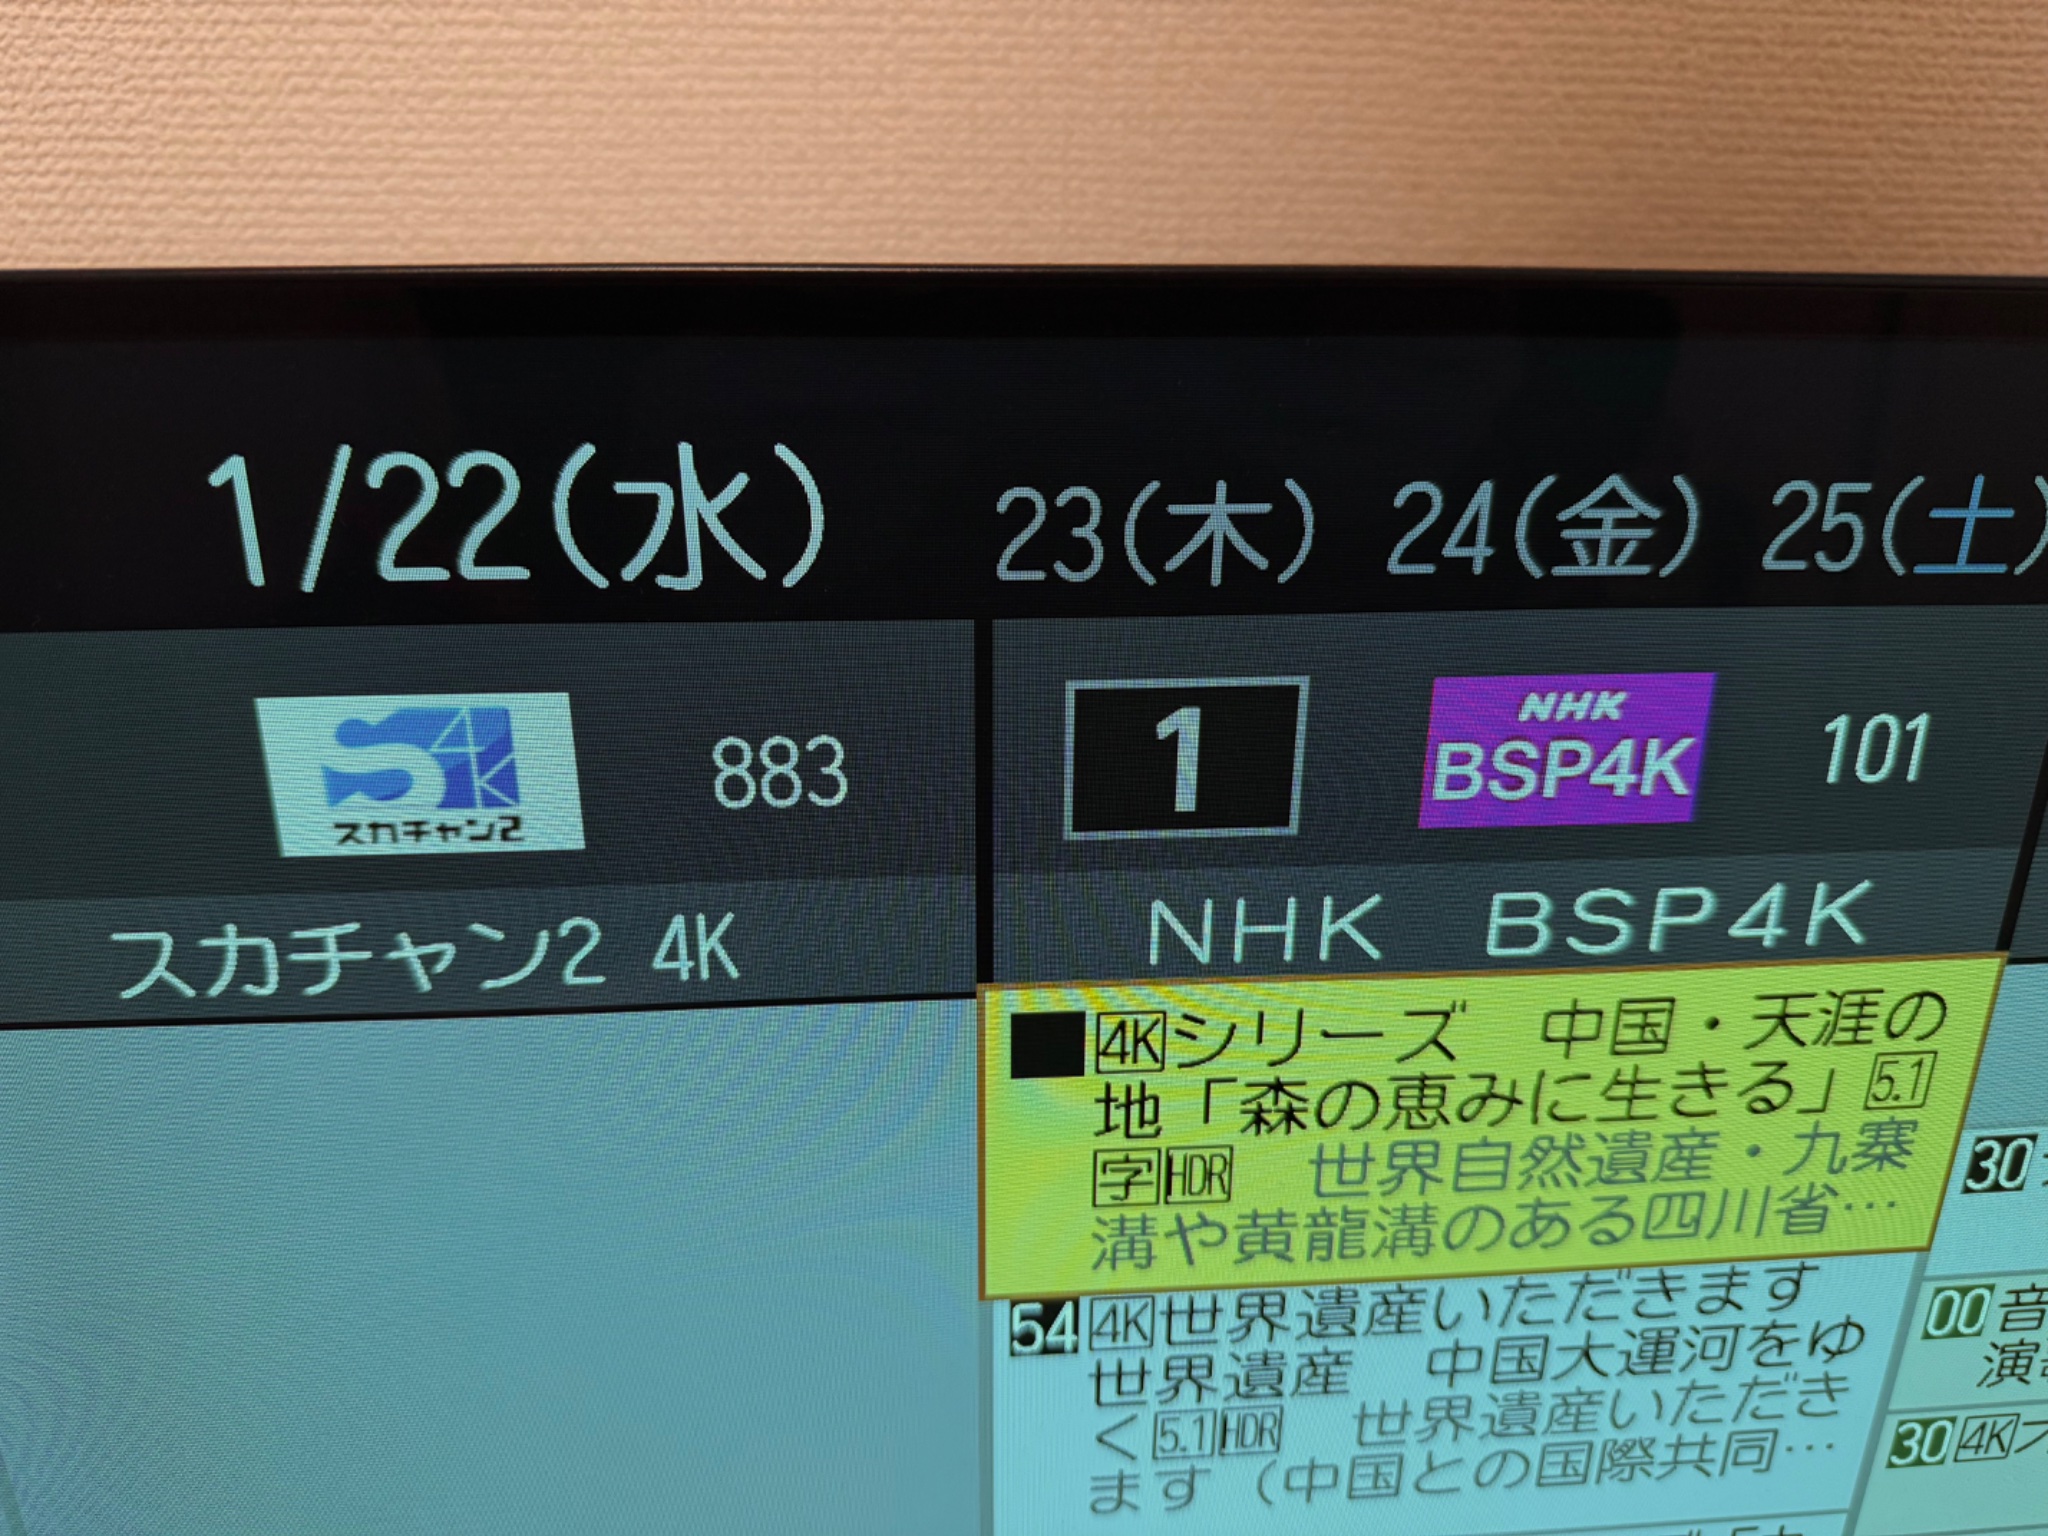 1/22(水) 23(木) 24(金) 25(土)
S4K
スカチャン2
883
スカチャン2 4K
1
NHK
BSP4K
101
NHK BSP4K
4Kシリーズ 中国・天涯の
地「森の恵みに生きる」5.1
字HDR 世界自然遺産・九寨
溝や黄龍溝のある四川省…
54 4K世界遺産いただきます
世界遺産 中国大運河をゆ
く5.1HDR 世界遺産いただき
ます(中国との国際共同…
30
00音
演
30 4K